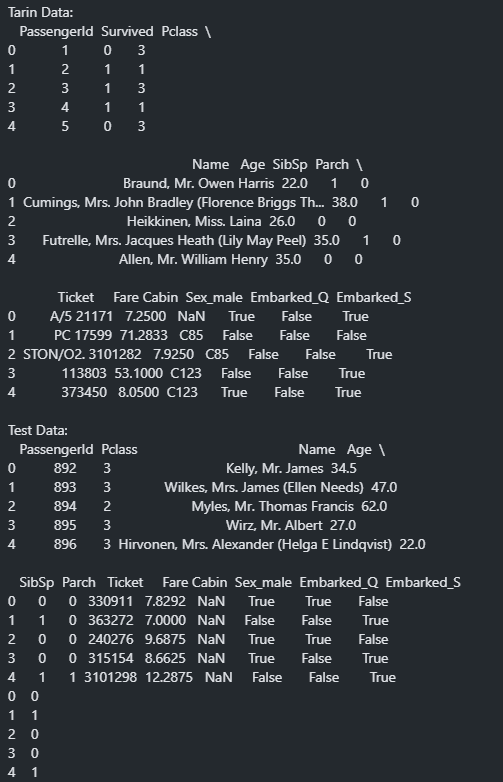 Tarin Data:
PassengerId Survived Pclass \
0 1 0 3
1 2 1 1
2 3 1 3
3 4 1 1
4 5 0 3
Name Age SibSp Parch \
0 Braund, Mr. Owen Harris 22.0 1 0
1 Cumings, Mrs. John Bradley (Florence Briggs Th... 38.0 1 0
2 Heikkinen, Miss. Laina 26.0 0 0
3 Futrelle, Mrs. Jacques Heath (Lily May Peel) 35.0 1 0
4 Allen, Mr. William Henry 35.0 0 0
Ticket Fare Cabin Sex_male Embarked_Q Embarked_S
0 A/5 21171 7.2500 NaN True False True
1 PC 17599 71.2833 C85 False False False
2 STON/O2. 3101282 7.9250 C85 False False True
3 113803 53.1000 C123 False False True
4 373450 8.0500 C123 True False True
Test Data:
PassengerId Pclass Name Age \
0 892 3 Kelly, Mr. James 34.5
1 893 3 Wilkes, Mrs. James (Ellen Needs) 47.0
2 894 2 Myles, Mr. Thomas Francis 62.0
3 895 3 Wirz, Mr. Albert 27.0
4 896 3 Hirvonen, Mrs. Alexander (Helga E Lindqvist) 22.0
SibSp Parch Ticket Fare Cabin Sex_male Embarked_Q Embarked_S
0 0 0 330911 7.8292 NaN True True False
1 1 0 363272 7.0000 NaN False False True
2 0 0 240276 9.6875 NaN True True False
3 0 0 315154 8.6625 NaN True False True
4 1 1 3101298 12.2875 NaN False False True
0 0
1 1
2 0
3 0
4 1